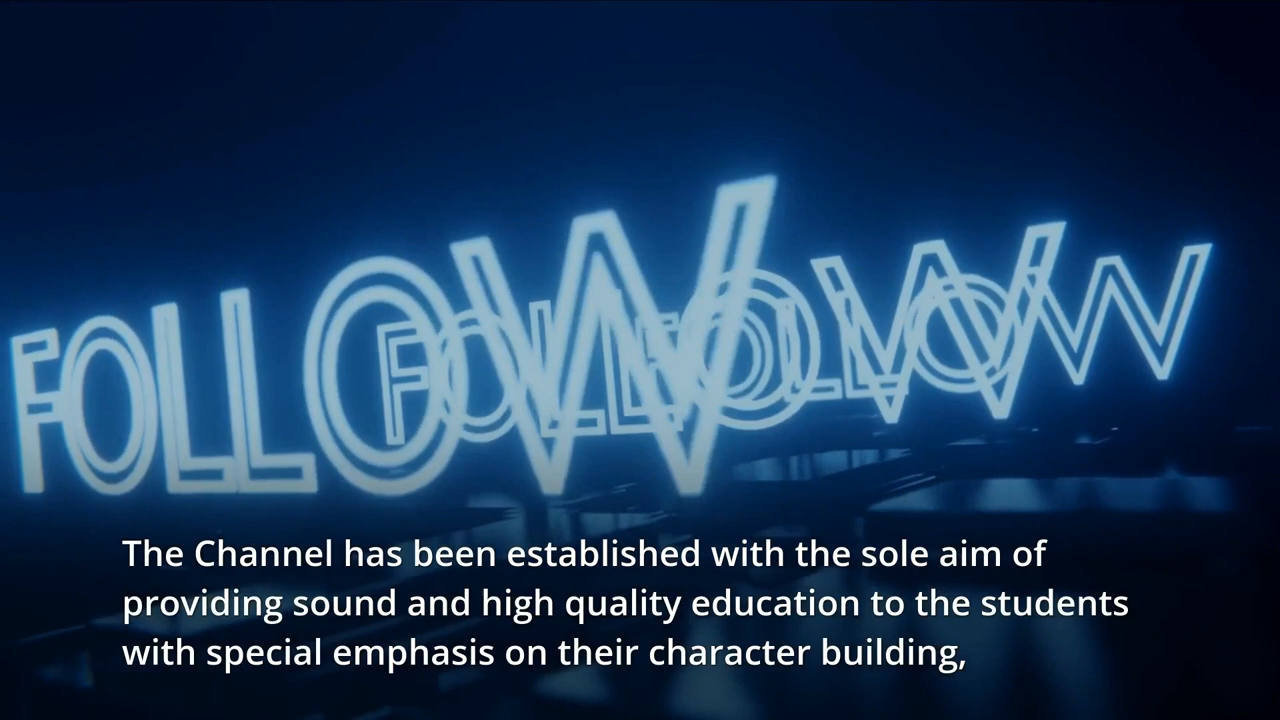 FOLLOW
FOLLOW
FOLLOW
The Channel has been established with the sole aim of
providing sound and high quality education to the students
with special emphasis on their character building,